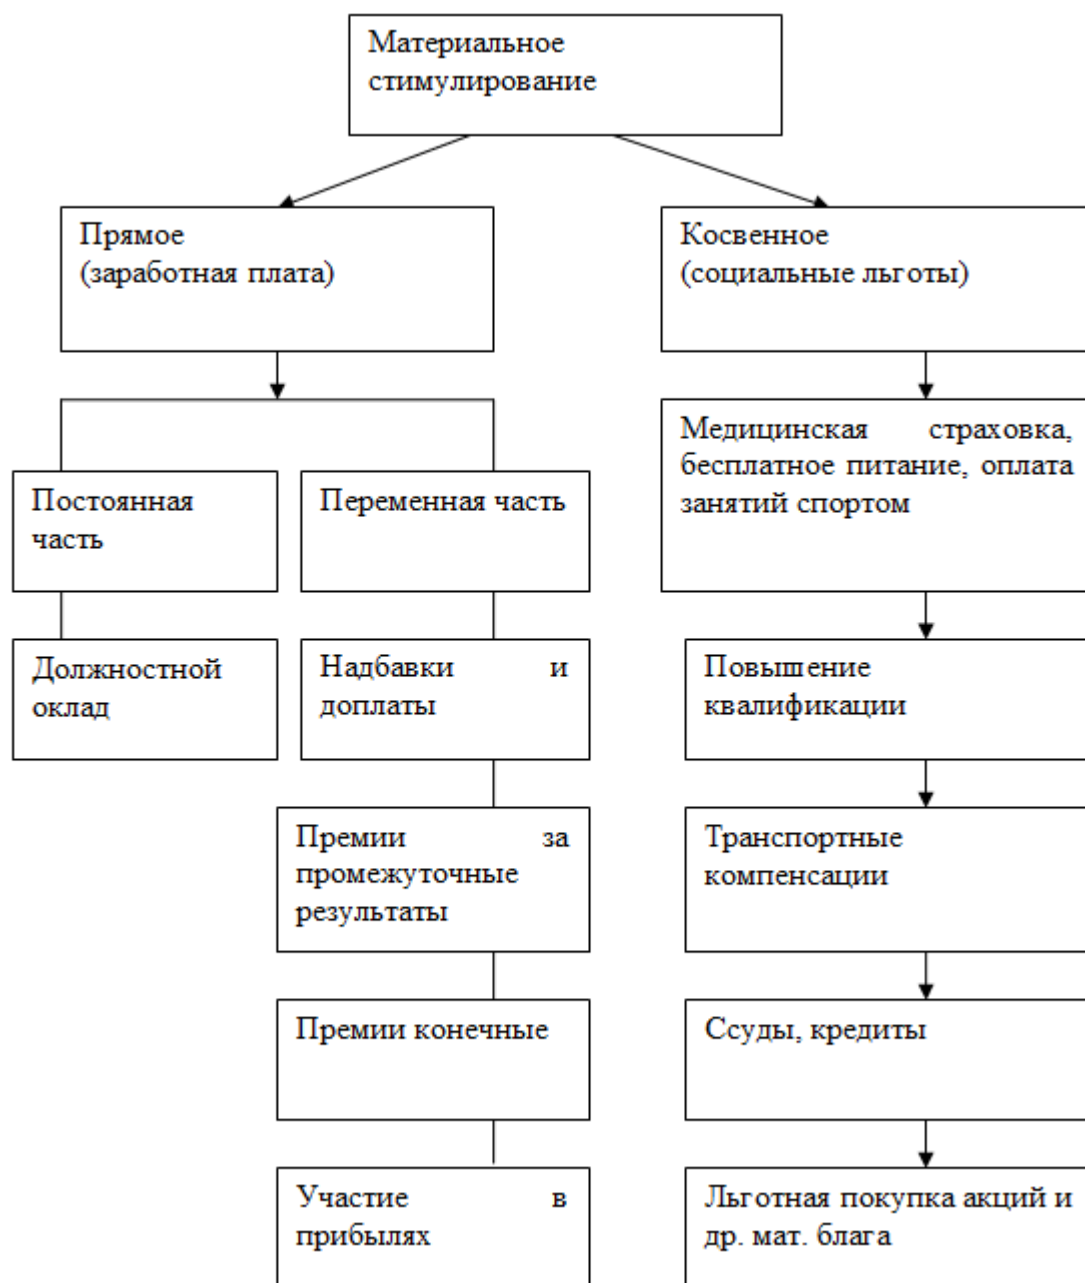 Материальное
стимулирование
Прямое
(заработная плата)
Косвенное
(социальные льготы)
Постоянная
часть
Переменная часть
Медицинская страховка,
бесплатное питание, оплата
занятий спортом
Должностной
оклад
Надбавки и
доплаты
Повышение
квалификации
Премии за
промежуточные
результаты
Транспортные
компенсации
Премии конечные
Ссуды, кредиты
Участие в
прибылях
Льготная покупка акций и
др. мат. блага